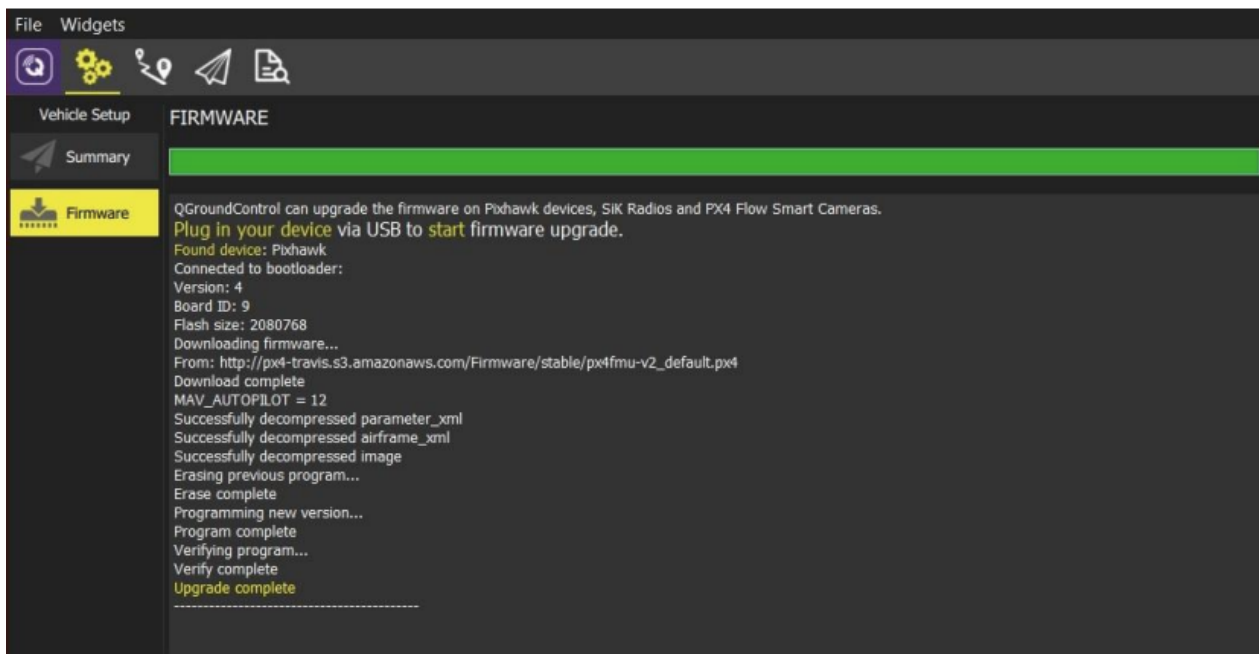 File Widgets
Vehicle Setup
FIRMWARE
Summary
Firmware
QGroundControl can upgrade the firmware on Pixhawk devices, SiK Radios and PX4 Flow Smart Cameras.
Plug in your device via USB to start firmware upgrade.
Found device: Pixhawk
Connected to bootloader:
Version: 4
Board ID: 9
Flash size: 2080768
Downloading firmware...
From: http://px4-travis.s3.amazonaws.com/Firmware/stable/px4fmu-v2_default.px4
Download complete
MAV_AUTOPILOT = 12
Successfully decompressed parameter_xml
Successfully decompressed airframe_xml
Successfully decompressed image
Erasing previous program...
Erase complete
Programming new version...
Program complete
Verifying program...
Verify complete
Upgrade complete
------------------------------------------